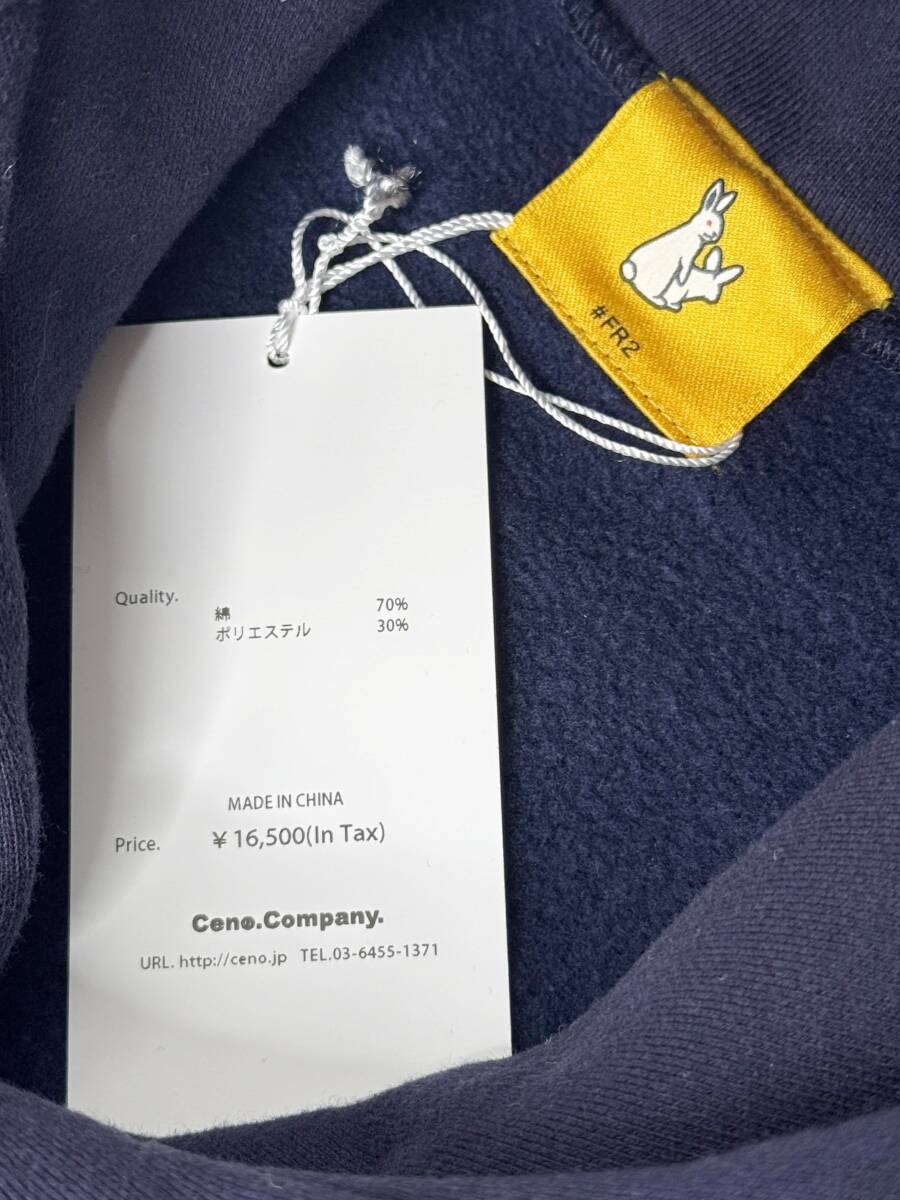 #FR2
Quality.
綿 70%
ポリエステル 30%
MADE IN CHINA
Price. ¥16,500(In Tax)
Ceno.Company.
URL. http://ceno.jp TEL.03-6455-1371